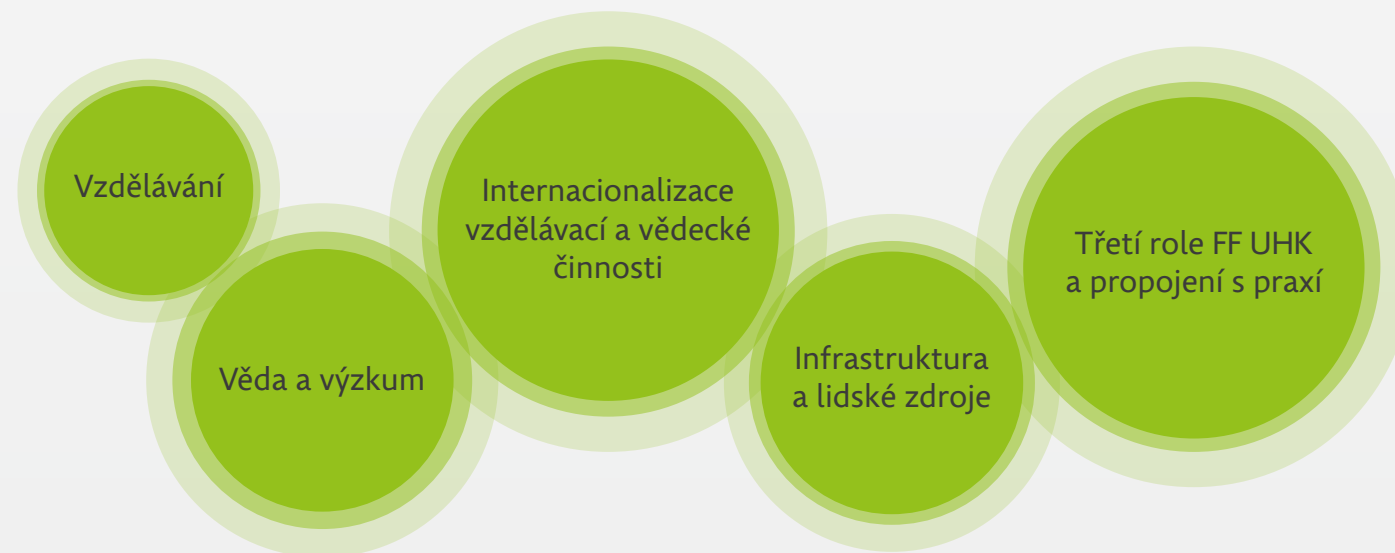 Vzdělávání
Věda a výzkum
Internacionalizace
vzdělávací a vědecké
činnosti
Infrastruktura
a lidské zdroje
Třetí role FF UHK
a propojení s praxí